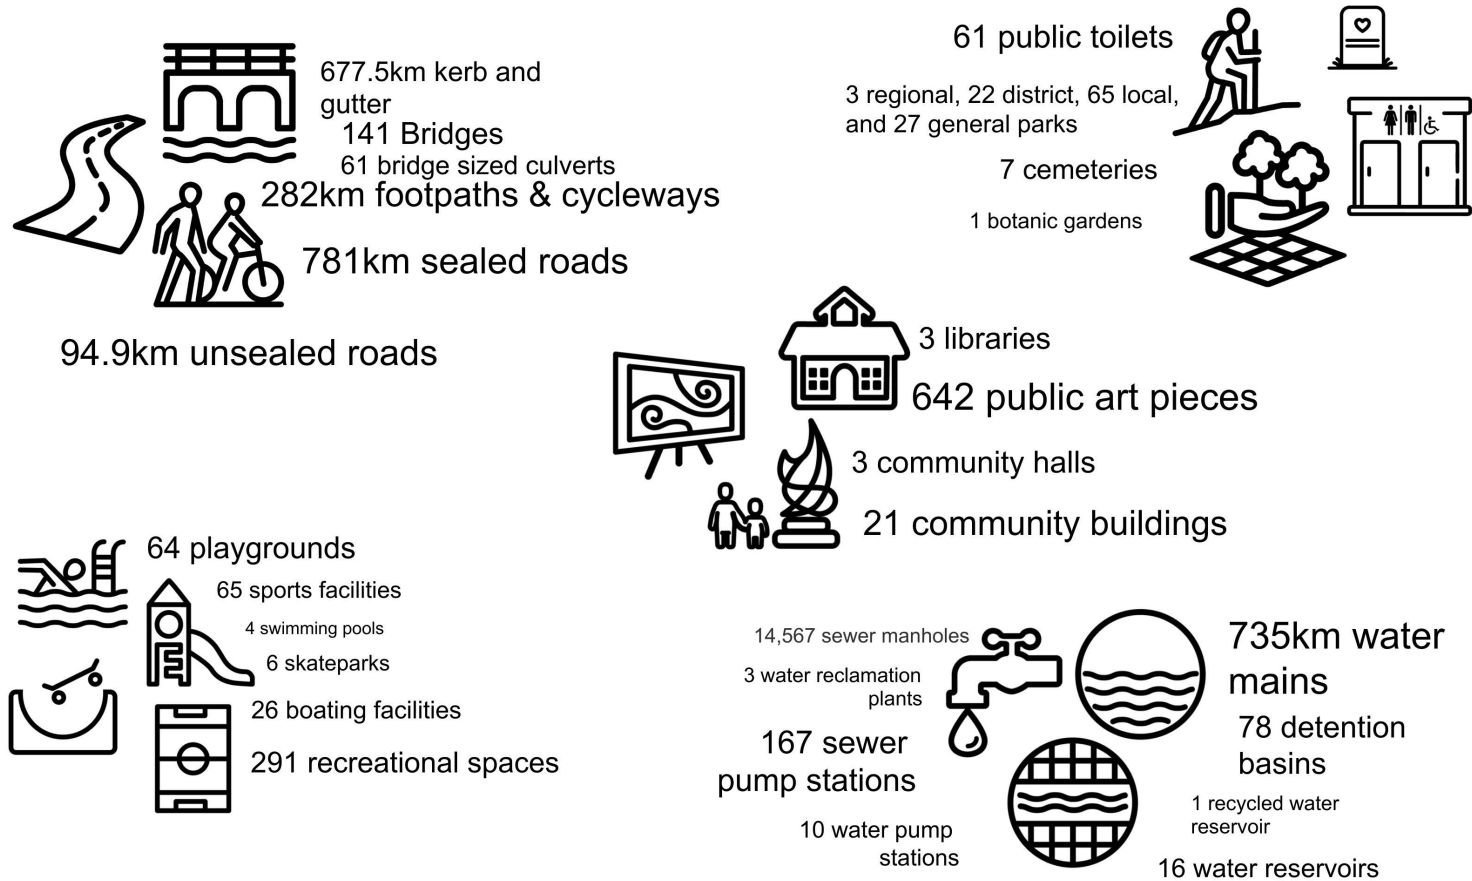 677.5km kerb and
gutter
141 Bridges
61 bridge sized culverts
282km footpaths & cycleways
781km sealed roads
94.9km unsealed roads
61 public toilets
3 regional, 22 district, 65 local,
and 27 general parks
7 cemeteries
1 botanic gardens
3 libraries
642 public art pieces
3 community halls
21 community buildings
64 playgrounds
65 sports facilities
4 swimming pools
6 skateparks
26 boating facilities
291 recreational spaces
14,567 sewer manholes
3 water reclamation
plants
167 sewer
pump stations
10 water pump
stations
735km water
mains
78 detention
basins
1 recycled water
reservoir
16 water reservoirs